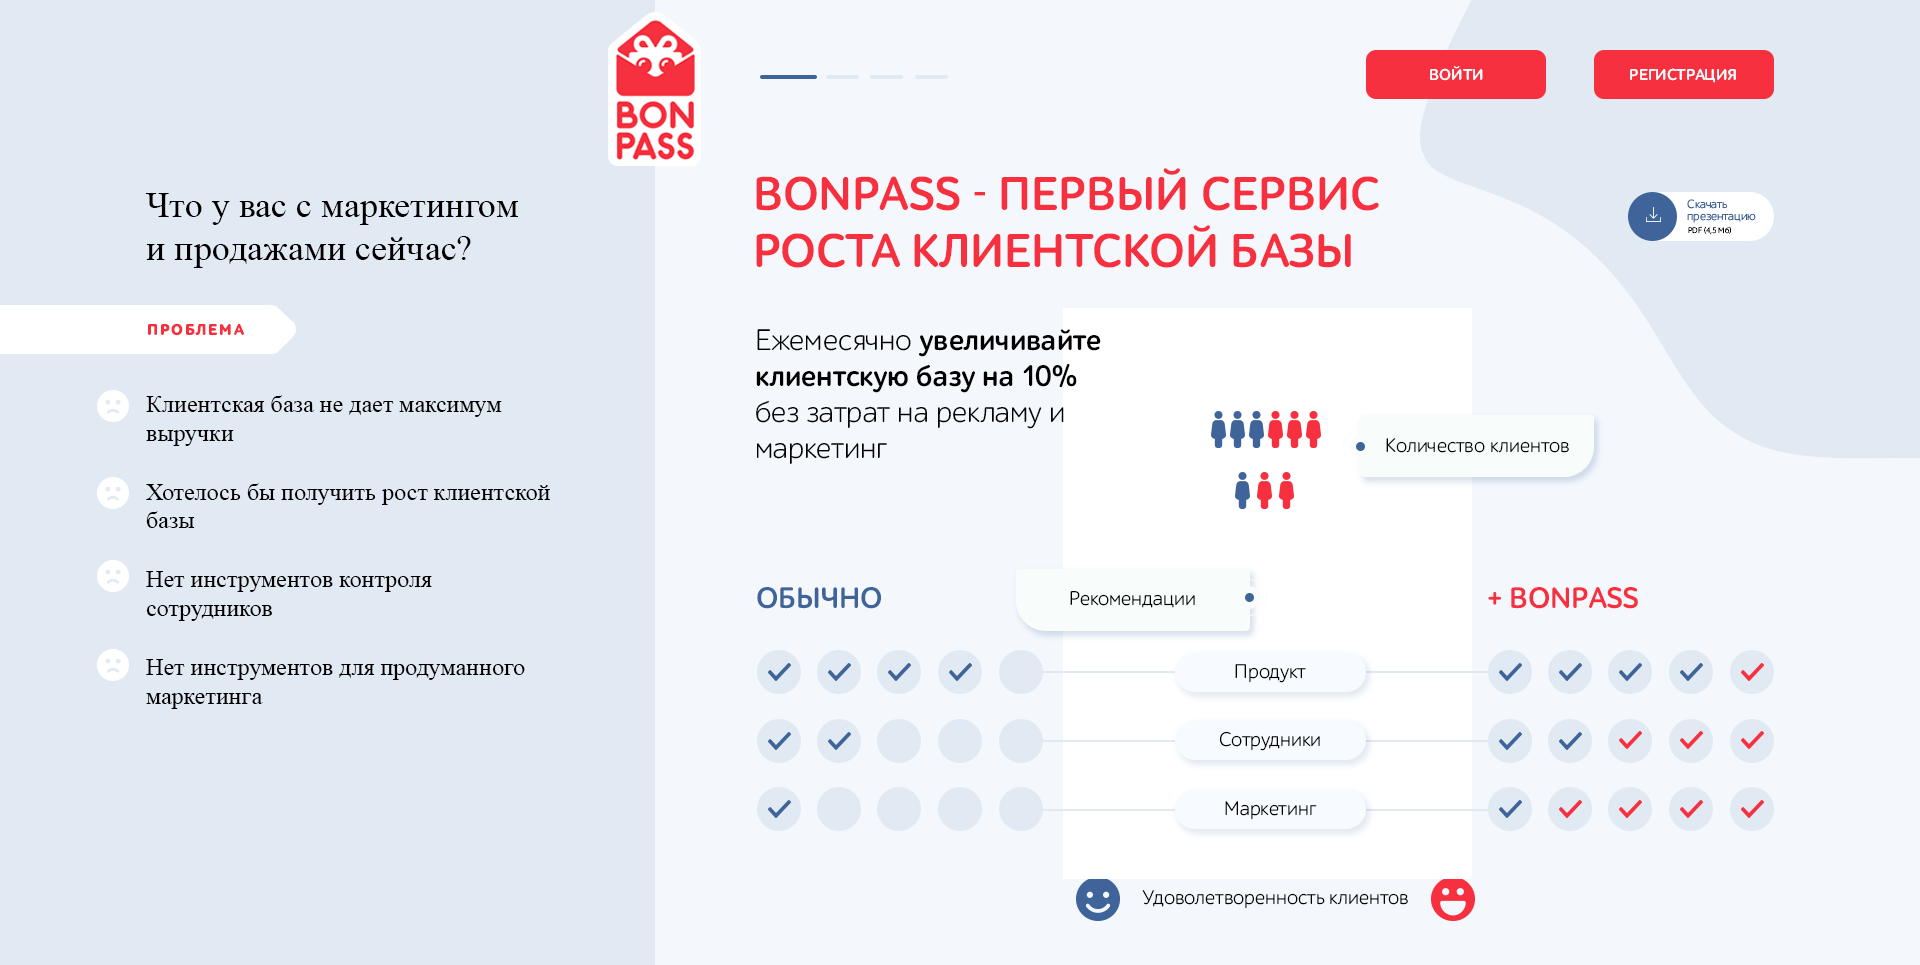 BON
PASS
ВОЙТИ
РЕГИСТРАЦИЯ
Что у вас с маркетингом
и продажами сейчас?
ПРОБЛЕМА
Клиентская база не дает максимум
выручки
Хотелось бы получить рост клиентской
базы
Нет инструментов контроля
сотрудников
Нет инструментов для продуманного
маркетинга
BONPASS - ПЕРВЫЙ СЕРВИС
РОСТА КЛИЕНТСКОЙ БАЗЫ
Скачать
презентацию
PDF (4,5 Мб)
Ежемесячно увеличивайте
клиентскую базу на 10%
без затрат на рекламу и
маркетинг
Количество клиентов
ОБЫЧНО
Рекомендации
+ BONPASS
Продукт
Сотрудники
Маркетинг
Удоволетворенность клиентов